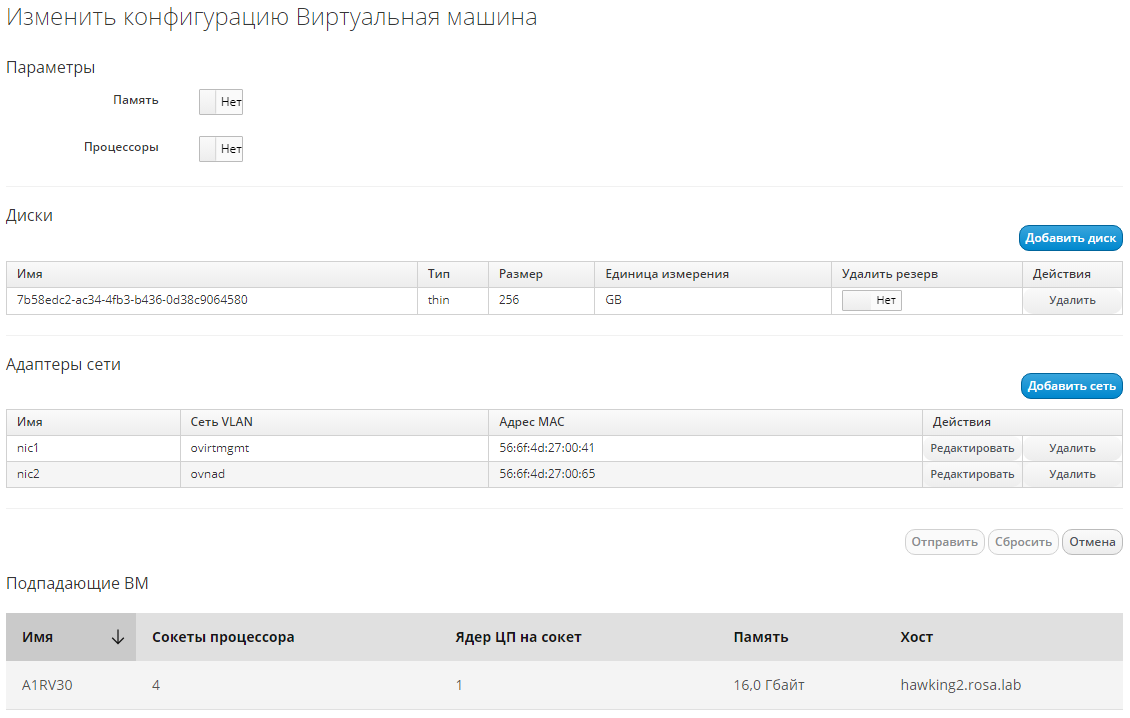 Изменить конфигурацию Виртуальная машина
Параметры
Память Нет
Процессоры Нет
Диски
Добавить диск
Имя Тип Размер Единица измерения Удалить резерв Действия
7b58edc2-ac34-4fb3-b436-0d38c9064580 thin 256 GB Нет Удалить
Адаптеры сети
Добавить сеть
Имя Сеть VLAN Адрес MAC Действия
nic1 ovirtmgmt 56:6f:4d:27:00:41 Редактировать Удалить
nic2 ovnad 56:6f:4d:27:00:65 Редактировать Удалить
Отправить Сбросить Отмена
Подпадающие ВМ
Имя Сокеты процессора Ядер ЦП на сокет Память Хост
A1RV30 4 1 16,0 Гбайт hawking2.rosa.lab